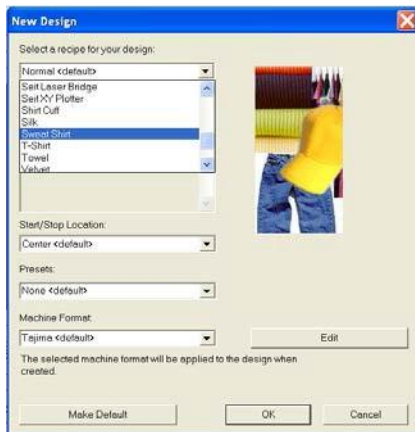 New Design
Select a recipe for your design:
Normal <default>
Seit Laser Bridge
Seit XY Plotter
Shirt Cuff
Silk
Sweat Shirt
T-Shirt
Towel
Velvet
Start/Stop Location:
Center <default>
Presets:
None <default>
Machine Format:
Tajima <default>
Edit
The selected machine format will be applied to the design when
created.
Make Default
OK
Cancel